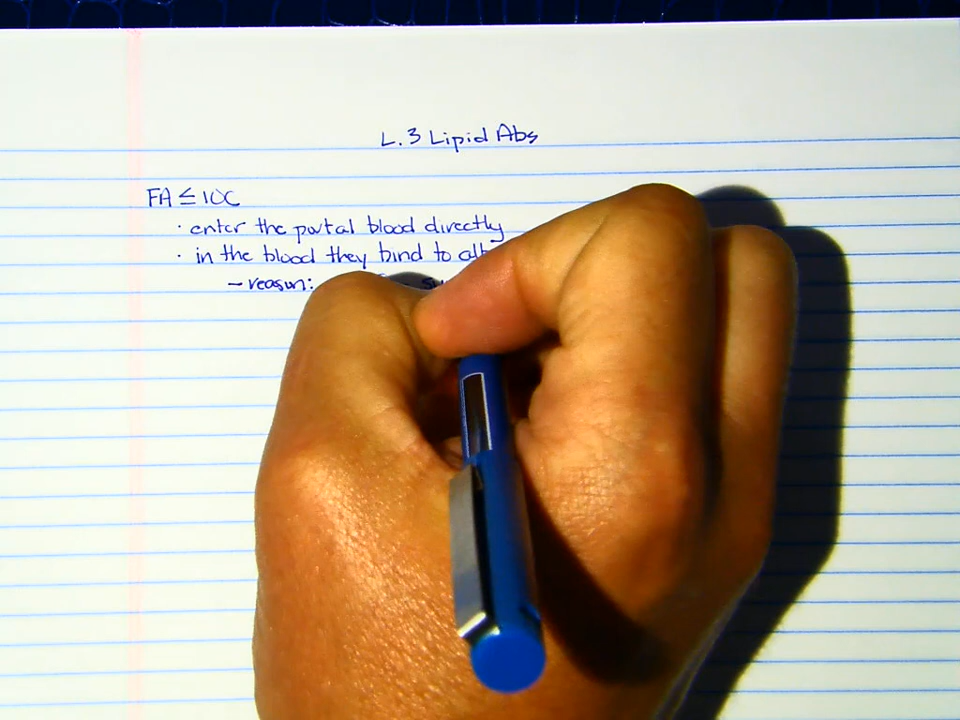 L.3 Lipid Abs
FA ≤ 10C
· enter the portal blood directly
· in the blood they bind to
- reason: